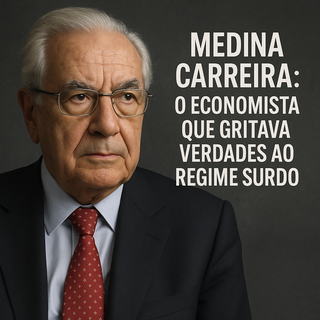 MEDINA
CARREIRA:
O ECONOMISTA
QUE GRITAVA
VERDADES AO
REGIME SURDO